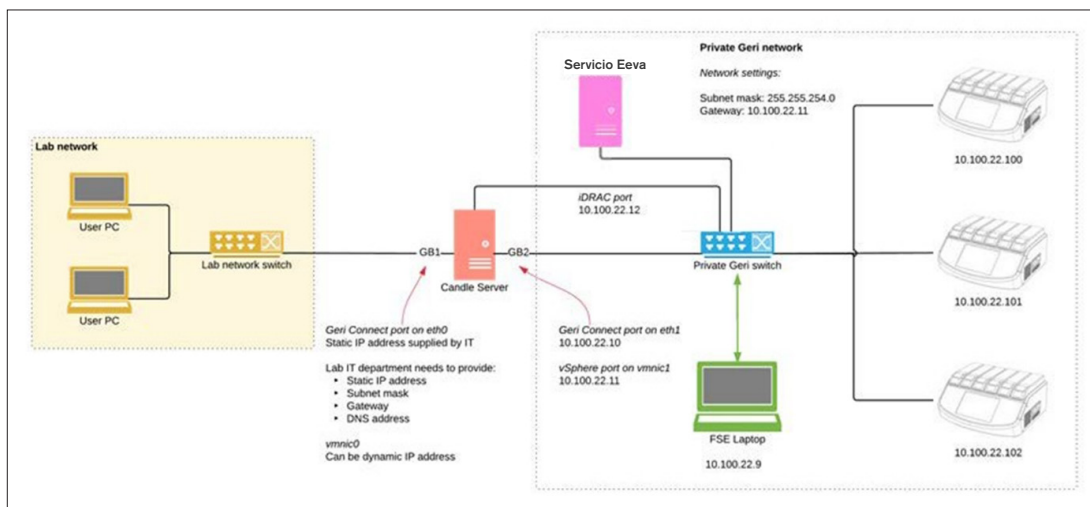 Lab network
User PC
User PC
Lab network switch
GB1
Candle Server
GB2
Geri Connect port on eth0
Static IP address supplied by IT
Lab IT department needs to provide:
• Static IP address
• Subnet mask
• Gateway
• DNS address
vmnic0
Can be dynamic IP address
Servicio Eeva
Private Geri network
Network settings:
Subnet mask: 255.255.254.0
Gateway: 10.100.22.11
iDRAC port
10.100.22.12
Private Geri switch
Geri Connect port on eth1
10.100.22.10
vSphere port on vmnic1
10.100.22.11
FSE Laptop
10.100.22.9
10.100.22.100
10.100.22.101
10.100.22.102